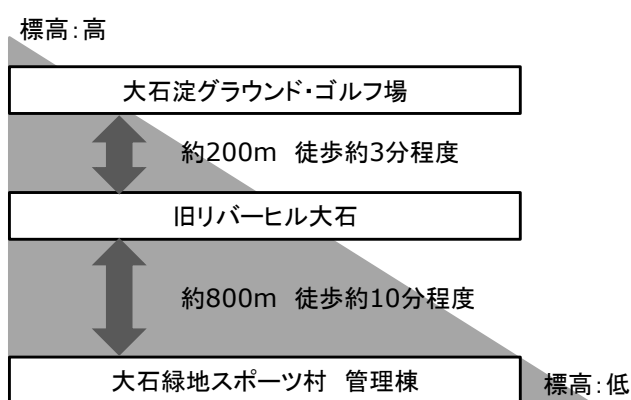 標高：高
大石淀グラウンド・ゴルフ場
約200m　徒歩約3分程度
旧リバーヒル大石
約800m　徒歩約10分程度
大石緑地スポーツ村　管理棟
標高：低